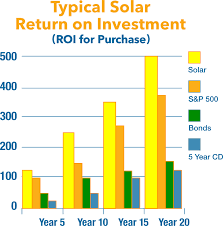 Typical Solar
Return on Investment
(ROI for Purchase)
500
400
300
200
100
0
Solar
S&P 500
Bonds
5 Year CD
Year 5
Year 10
Year 15
Year 20